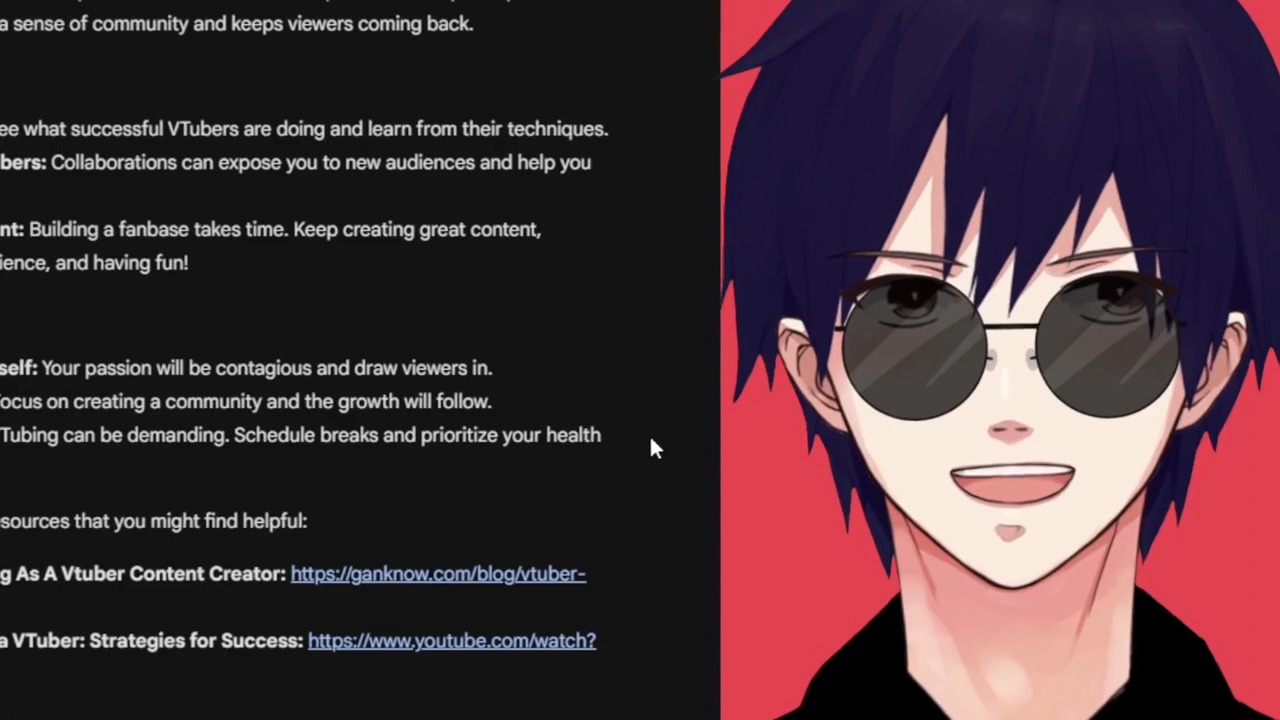 a sense of community and keeps viewers coming back.
ee what successful VTubers are doing and learn from their techniques.
bers: Collaborations can expose you to new audiences and help you
nt: Building a fanbase takes time. Keep creating great content,
ience, and having fun!
self: Your passion will be contagious and draw viewers in.
focus on creating a community and the growth will follow.
Tubing can be demanding. Schedule breaks and prioritize your health
esources that you might find helpful:
g As A Vtuber Content Creator: https://ganknow.com/blog/vtuber-
a VTuber: Strategies for Success: https://www.youtube.com/watch?